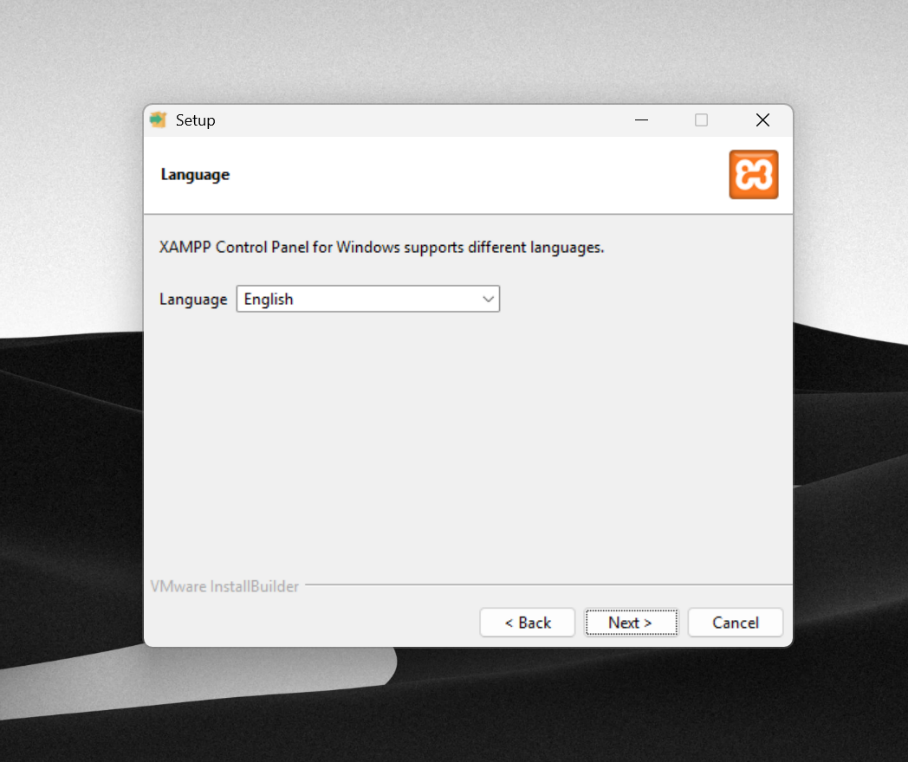 Setup
Language
XAMPP Control Panel for Windows supports different languages.
Language English
VMware InstallBuilder
< Back Next > Cancel